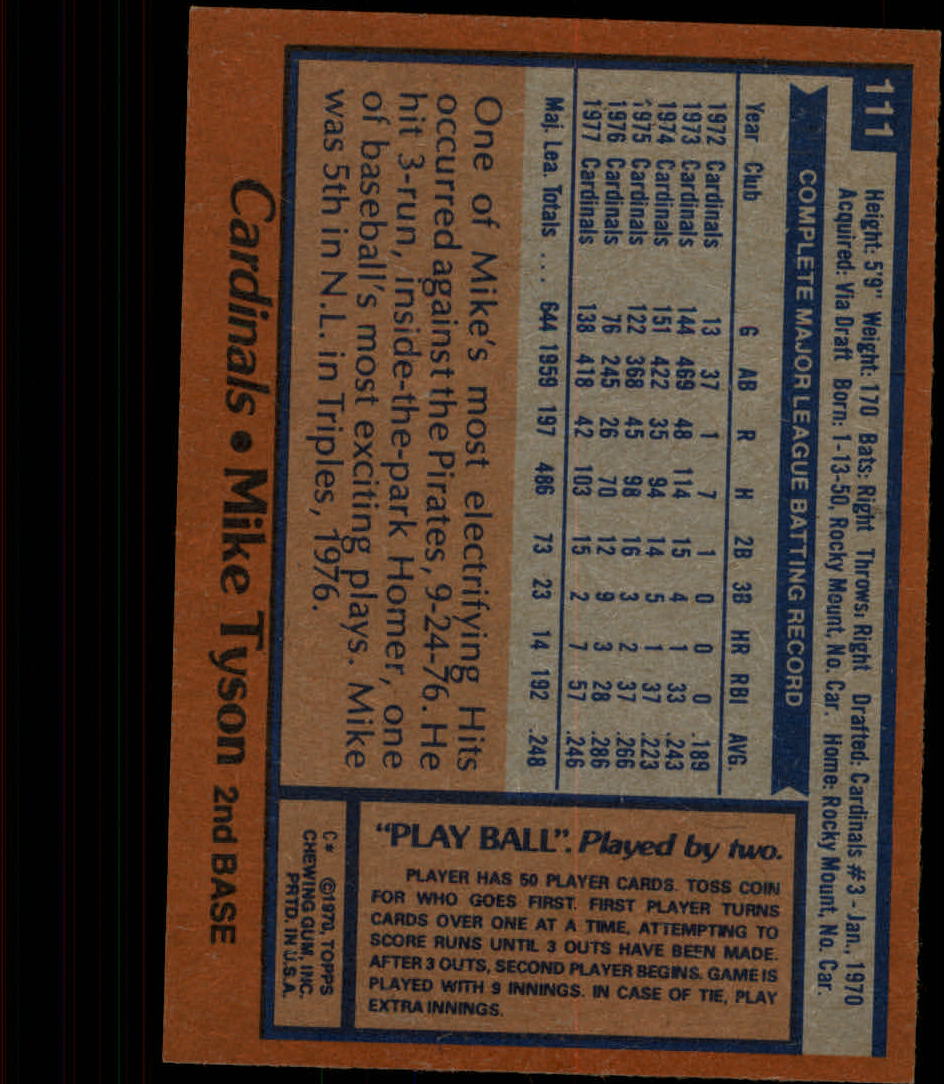 111
Height: 5'9" Weight: 170 Bats: Right Throws: Right Drafted: Cardinals #3 - Jan., 1970
Acquired: Via Draft Born: 1-13-50, Rocky Mount, No. Car. Home: Rocky Mount, No. Car.
COMPLETE MAJOR LEAGUE BATTING RECORD
Year Club G AB R H 2B 3B HR RBI AVG.
1972 Cardinals 13 37 1 7 1 0 0 0 .189
1973 Cardinals 144 469 48 114 15 4 1 33 .243
1974 Cardinals 151 422 35 94 14 5 1 37 .223
1975 Cardinals 122 368 45 98 16 3 2 37 .266
1976 Cardinals 76 245 26 70 12 9 3 28 .286
1977 Cardinals 138 418 42 103 15 2 7 57 .246
Maj. Lea. Totals ... 644 1959 197 486 73 23 14 192 .248
One of Mike's most electrifying Hits
occurred against the Pirates, 9-24-76. He
hit 3-run, inside-the-park Homer, one
of baseball's most exciting plays. Mike
was 5th in N.L. in Triples, 1976.
"PLAY BALL". Played by two.
PLAYER HAS 50 PLAYER CARDS. TOSS COIN
FOR WHO GOES FIRST. FIRST PLAYER TURNS
CARDS OVER ONE AT A TIME, ATTEMPTING TO
SCORE RUNS UNTIL 3 OUTS HAVE BEEN MADE.
AFTER 3 OUTS, SECOND PLAYER BEGINS. GAME IS
PLAYED WITH 9 INNINGS. IN CASE OF TIE, PLAY
EXTRA INNINGS.
C* ©1970, TOPPS
CHEWING GUM, INC.
PRTD. IN U.S.A.
Cardinals • Mike Tyson 2nd BASE